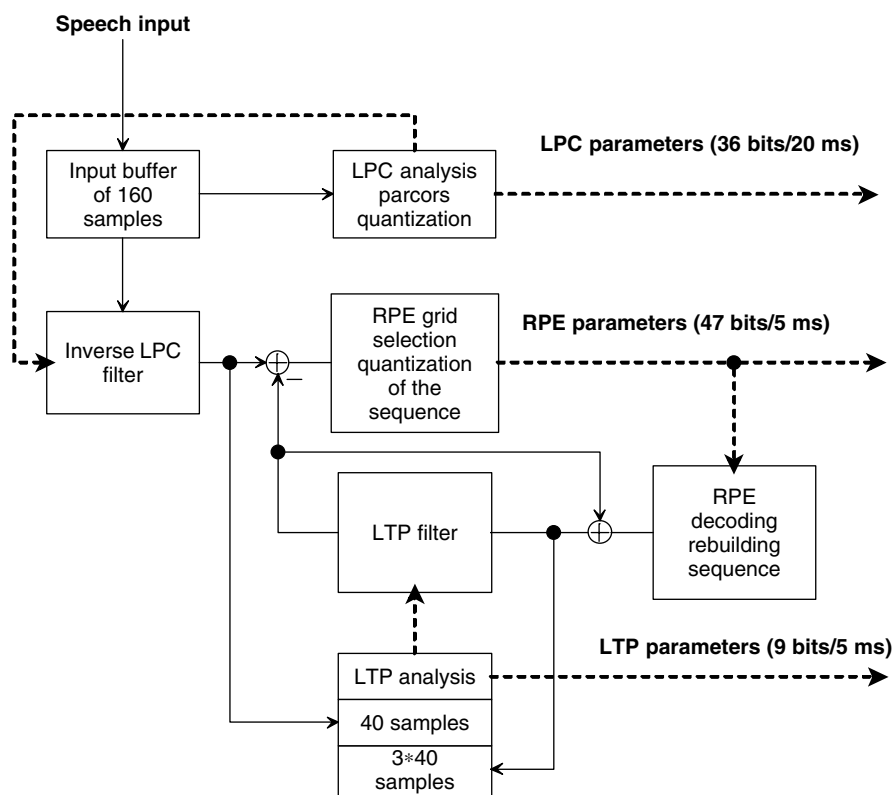 Speech input
LPC parameters (36 bits/20 ms)
Input buffer
of 160
samples
LPC analysis
parcors
quantization
RPE parameters (47 bits/5 ms)
Inverse LPC
filter
RPE grid
selection
quantization
of the
sequence
–
LTP filter
RPE
decoding
rebuilding
sequence
LTP parameters (9 bits/5 ms)
LTP analysis
40 samples
3*40
samples